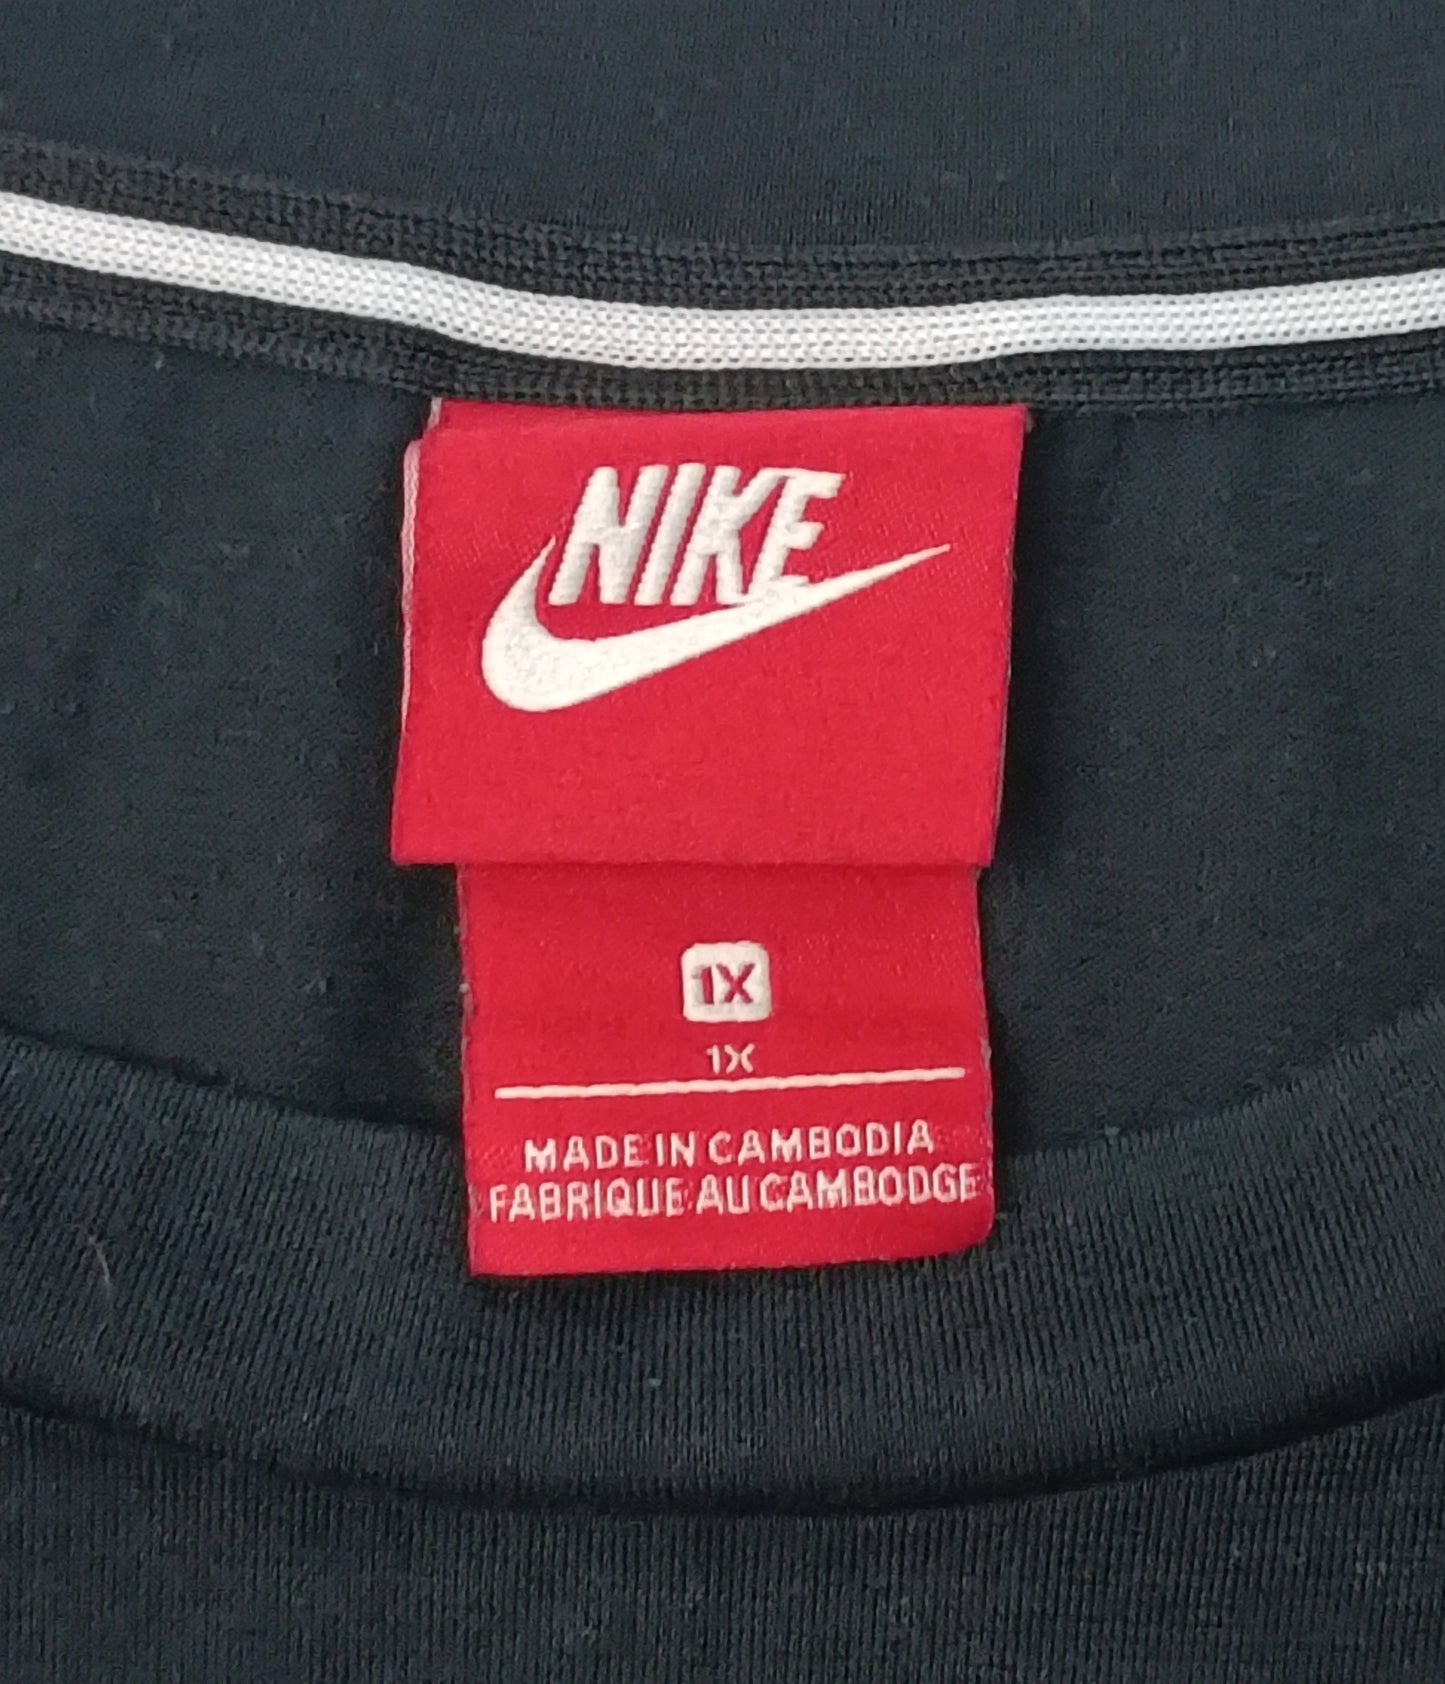 NIKE
1X
1X
MADE IN CAMBODIA
FABRIQUE AU CAMBODGE